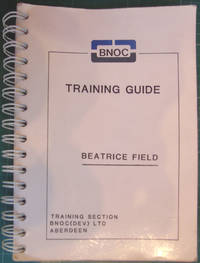 BNOC
TRAINING GUIDE
BEATRICE FIELD
TRAINING SECTION
BNOC(DEV) LTD
ABERDEEN